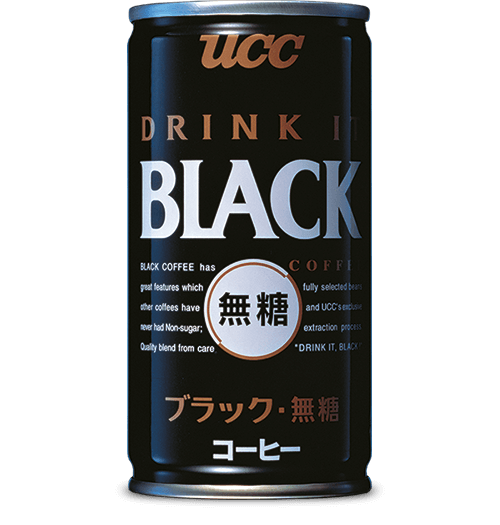 UCC
DRINK IT
BLACK
COFFEE
BLACK COFFEE has
great features which
other coffees have
never had Non-sugar;
Quality blend from care
無糖
fully selected beans
and UCC's exclusive
extraction process.
"DRINK IT, BLACK
ブラック・無糖
コーヒー